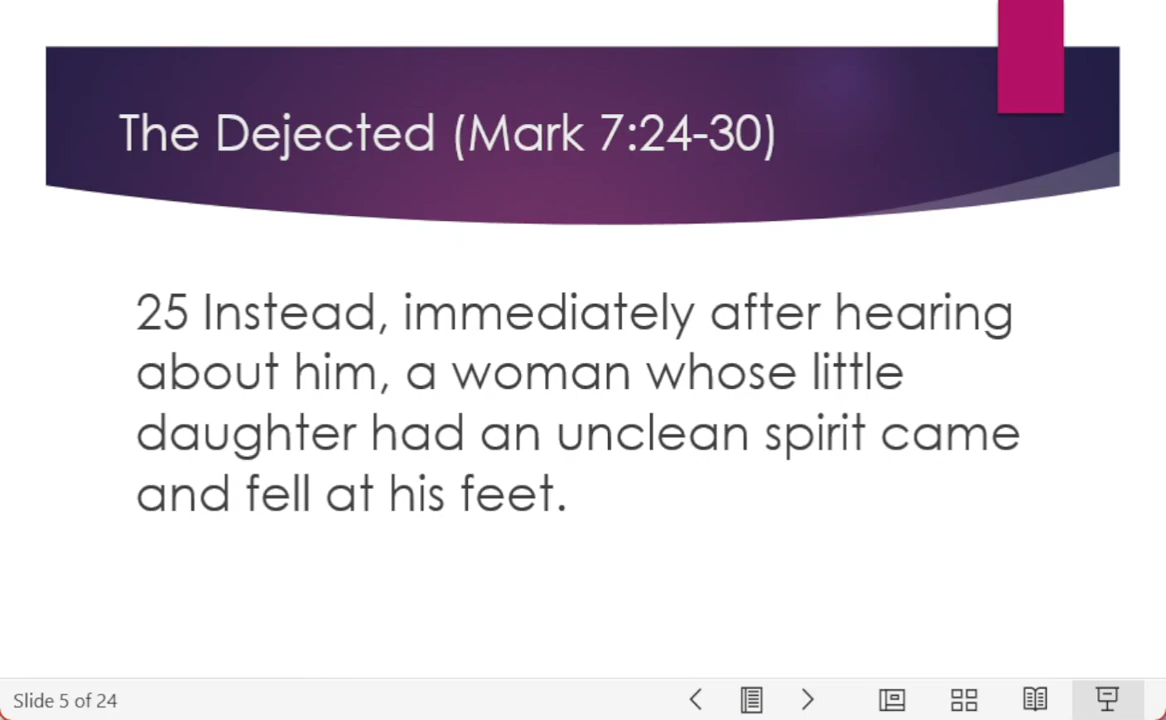 The Dejected (Mark 7:24-30)
25 Instead, immediately after hearing
about him, a woman whose little
daughter had an unclean spirit came
and fell at his feet.
Slide 5 of 24